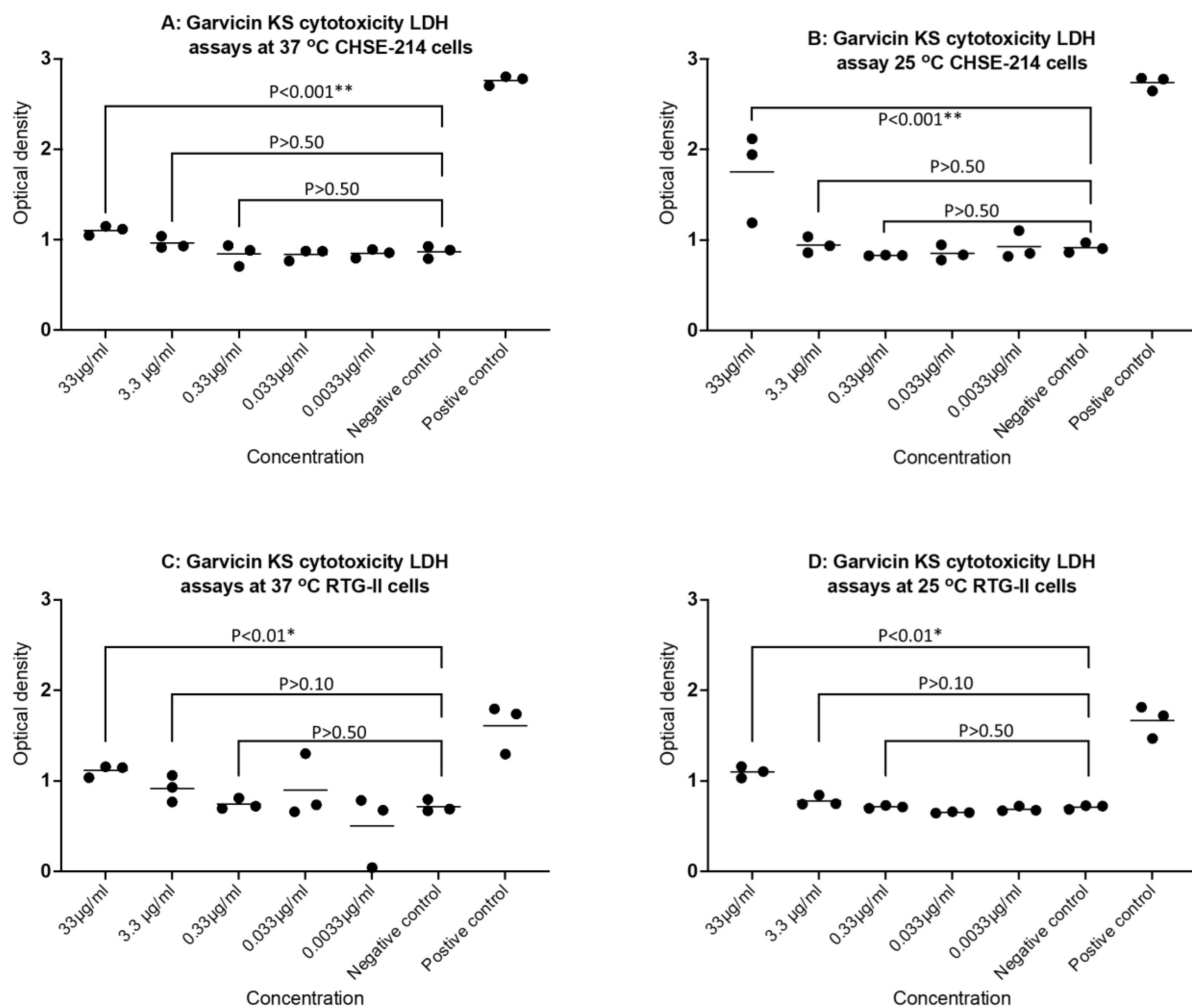 A: Garvicin KS cytotoxicity LDH
assays at 37 ºC CHSE-214 cells
3
2
1
0
Optical density
P<0.001**
P>0.50
P>0.50
33µg/ml
3.3 µg/ml
0.33µg/ml
0.033µg/ml
0.0033µg/ml
Negative control
Postive control
Concentration
B: Garvicin KS cytotoxicity LDH
assay 25 ºC CHSE-214 cells
3
2
1
0
Optical density
P<0.001**
P>0.50
P>0.50
33µg/ml
3.3 µg/ml
0.33µg/ml
0.033µg/ml
0.0033µg/ml
Negative control
Postive control
Concentration
C: Garvicin KS cytotoxicity LDH
assays at 37 ºC RTG-II cells
3
2
1
0
Optical density
P<0.01*
P>0.10
P>0.50
33µg/ml
3.3 µg/ml
0.33µg/ml
0.033µg/ml
0.0033µg/ml
Negative control
Postive control
Concentration
D: Garvicin KS cytotoxicity LDH
assays at 25 ºC RTG-II cells
3
2
1
0
Optical density
P<0.01*
P>0.10
P>0.50
33µg/ml
3.3 µg/ml
0.33µg/ml
0.033µg/ml
0.0033µg/ml
Negative control
Postive control
Concentration